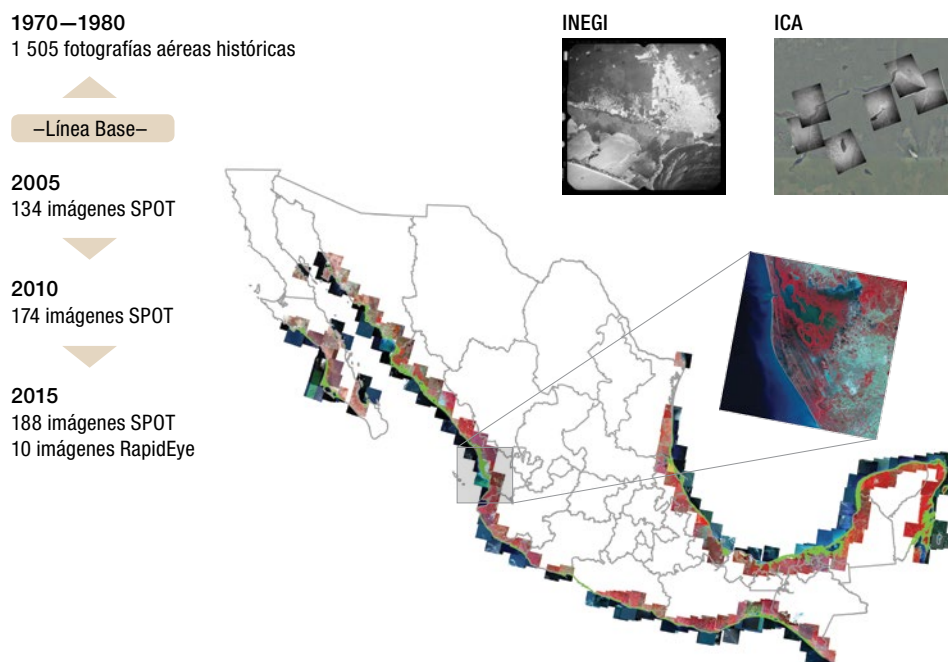 1970—1980
1 505 fotografías aéreas históricas
–Línea Base–
2005
134 imágenes SPOT
2010
174 imágenes SPOT
2015
188 imágenes SPOT
10 imágenes RapidEye
INEGI
ICA